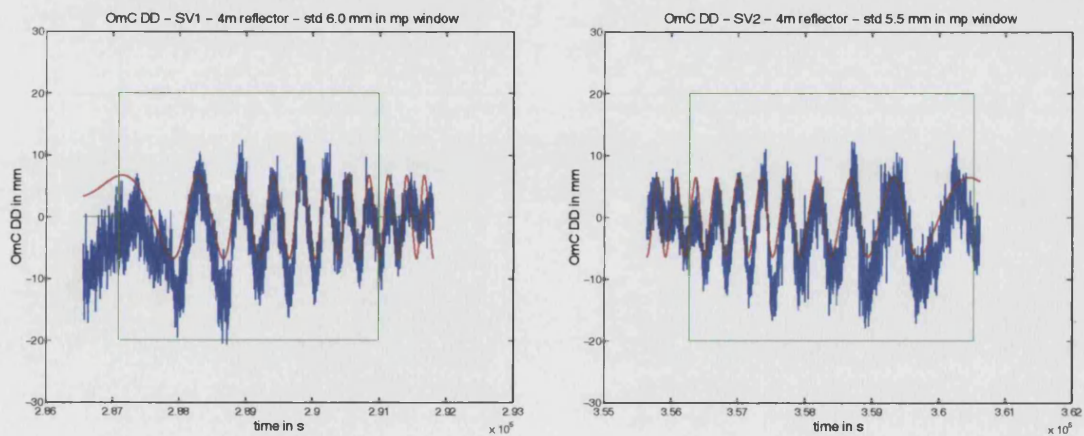 OmC DD – SV1 – 4m reflector – std 6.0 mm in mp window
30
20
10
0
–10
–20
–30
OmC DD in mm
2.86 2.87 2.88 2.89 2.9 2.91 2.92 2.93
time in s
x 10⁵
OmC DD – SV2 – 4m reflector – std 5.5 mm in mp window
30
20
10
0
–10
–20
–30
OmC DD in mm
3.55 3.56 3.57 3.58 3.59 3.6 3.61 3.62
time in s
x 10⁵